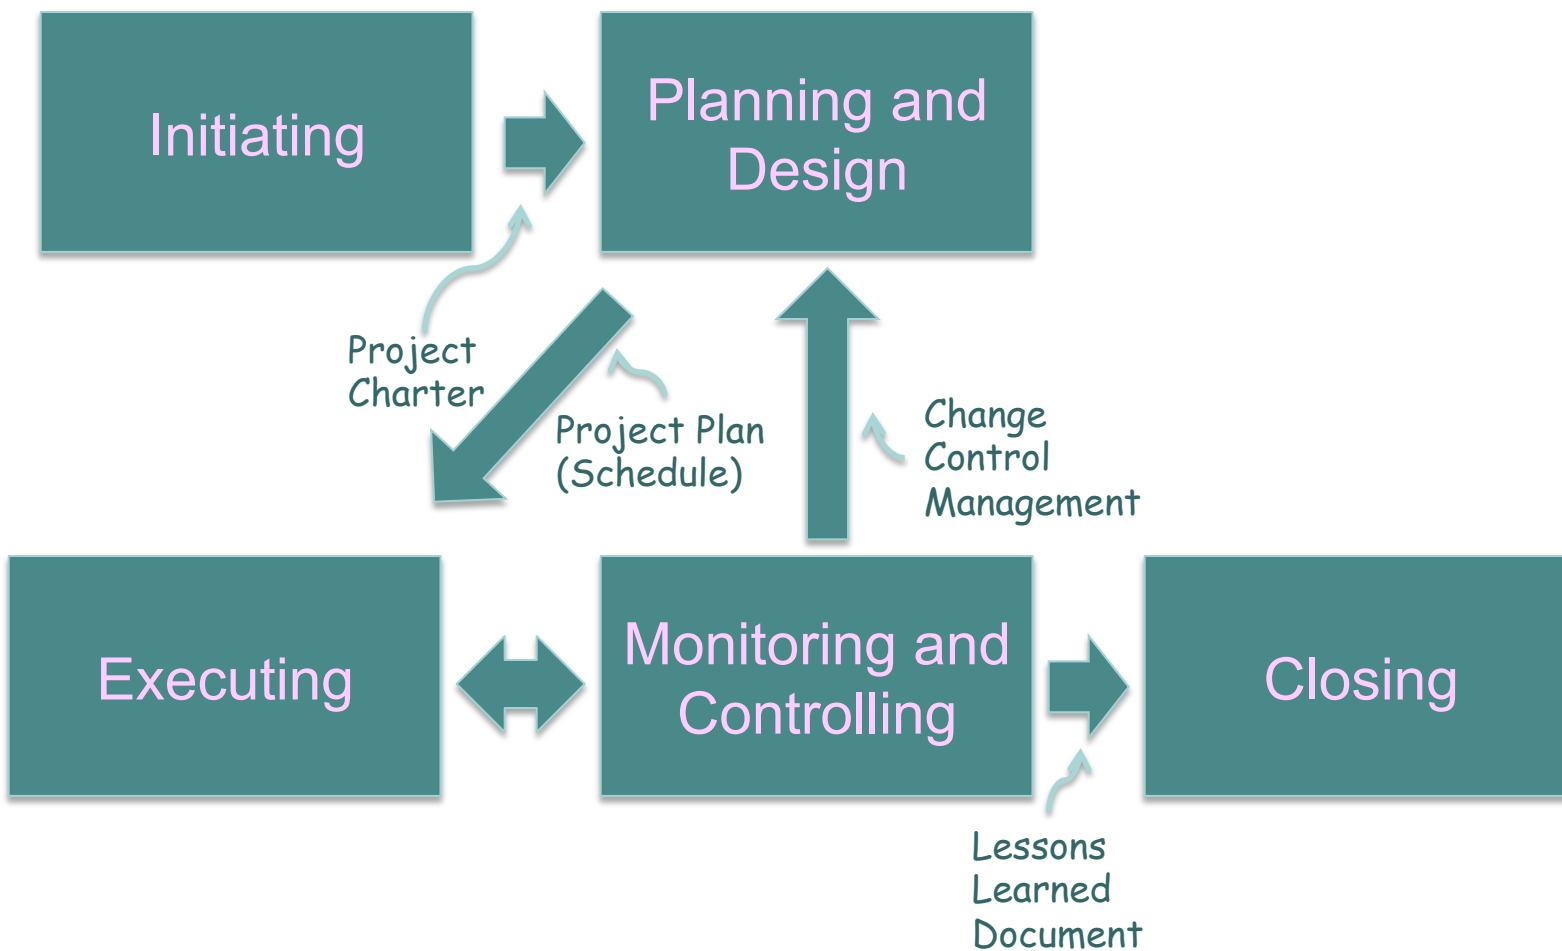 Initiating
Planning and
Design
Project
Charter
Project Plan
(Schedule)
Change
Control
Management
Executing
Monitoring and
Controlling
Closing
Lessons
Learned
Document